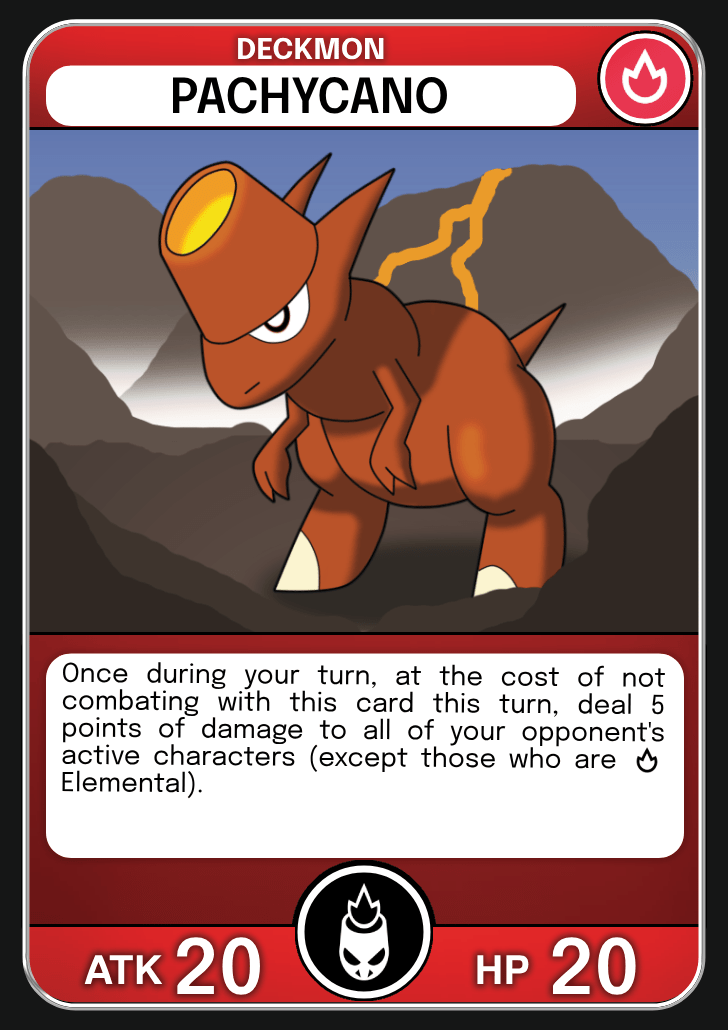 DECKMON
PACHYCANO
Once during your turn, at the cost of not
combating with this card this turn, deal 5
points of damage to all of your opponent's
active characters (except those who are
Elemental).
ATK 20
HP 20